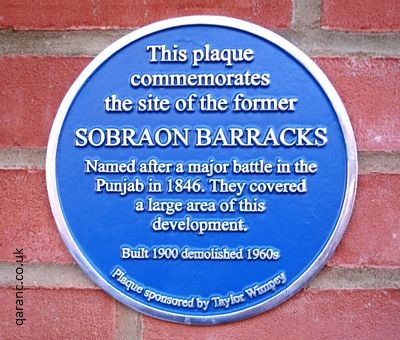 This plaque
commemorates
the site of the former
SOBRAON BARRACKS
Named after a major battle in the
Punjab in 1846. They covered
a large area of this
development.
Built 1900 demolished 1960s
Plaque sponsored by Taylor Wimpey
qaranc.co.uk